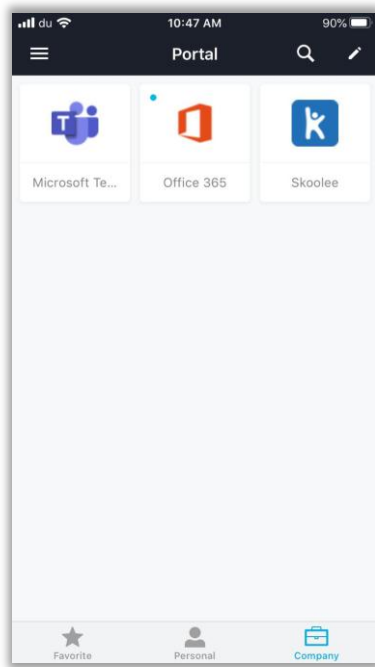 du 10:47 AM 90%
Portal
Microsoft Te... Office 365 Skoolee
Favorite Personal Company